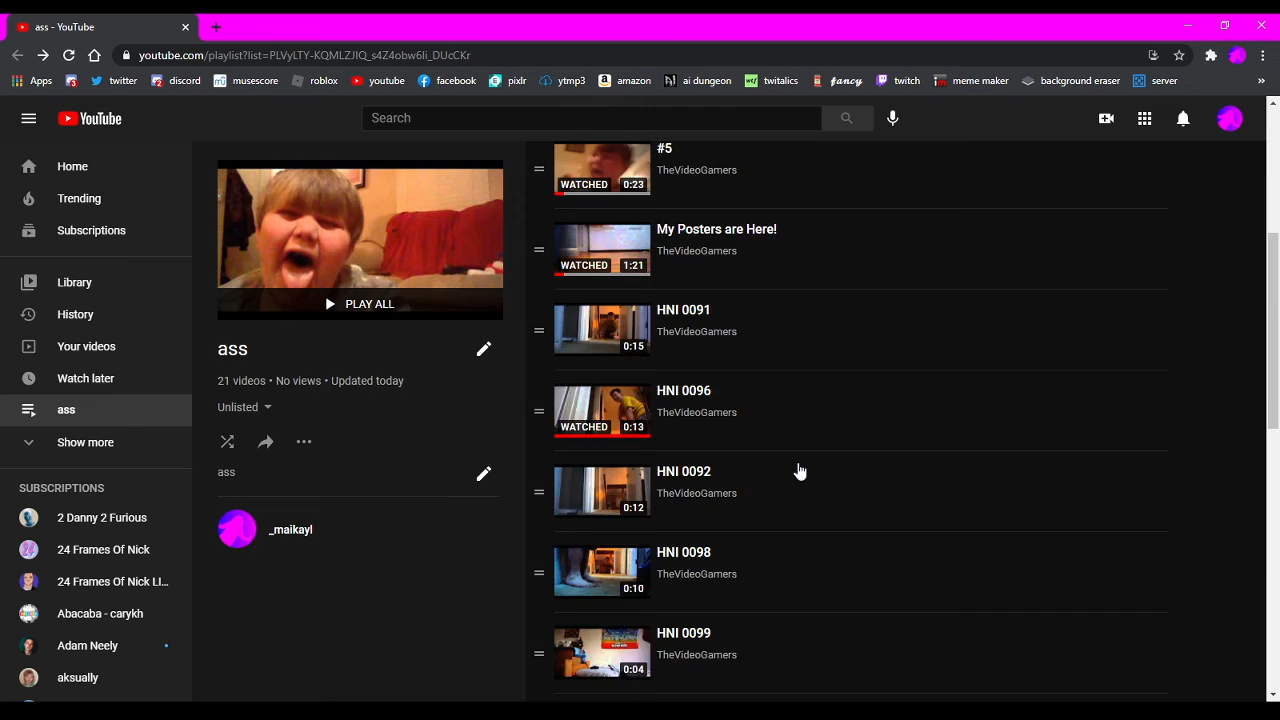 ass - YouTube
youtube.com/playlist?list=PLVyLTY-KQMLZJIQ_s4Z4obw6Ii_DUcCKr
Apps twitter discord musescore roblox youtube facebook pixlr ytmp3 amazon ai dungeon twitalics fancy twitch meme maker background eraser server
YouTube
Search
Home
Trending
Subscriptions
Library
History
Your videos
Watch later
ass
Show more
SUBSCRIPTIONS
2 Danny 2 Furious
24 Frames Of Nick
24 Frames Of Nick LI...
Abacaba - carykh
Adam Neely
aksually
PLAY ALL
ass
21 videos • No views • Updated today
Unlisted
ass
_maikayl
#5
TheVideoGamers
WATCHED 0:23
My Posters are Here!
TheVideoGamers
WATCHED 1:21
HNI 0091
TheVideoGamers
0:15
HNI 0096
TheVideoGamers
WATCHED 0:13
HNI 0092
TheVideoGamers
0:12
HNI 0098
TheVideoGamers
0:10
HNI 0099
TheVideoGamers
0:04